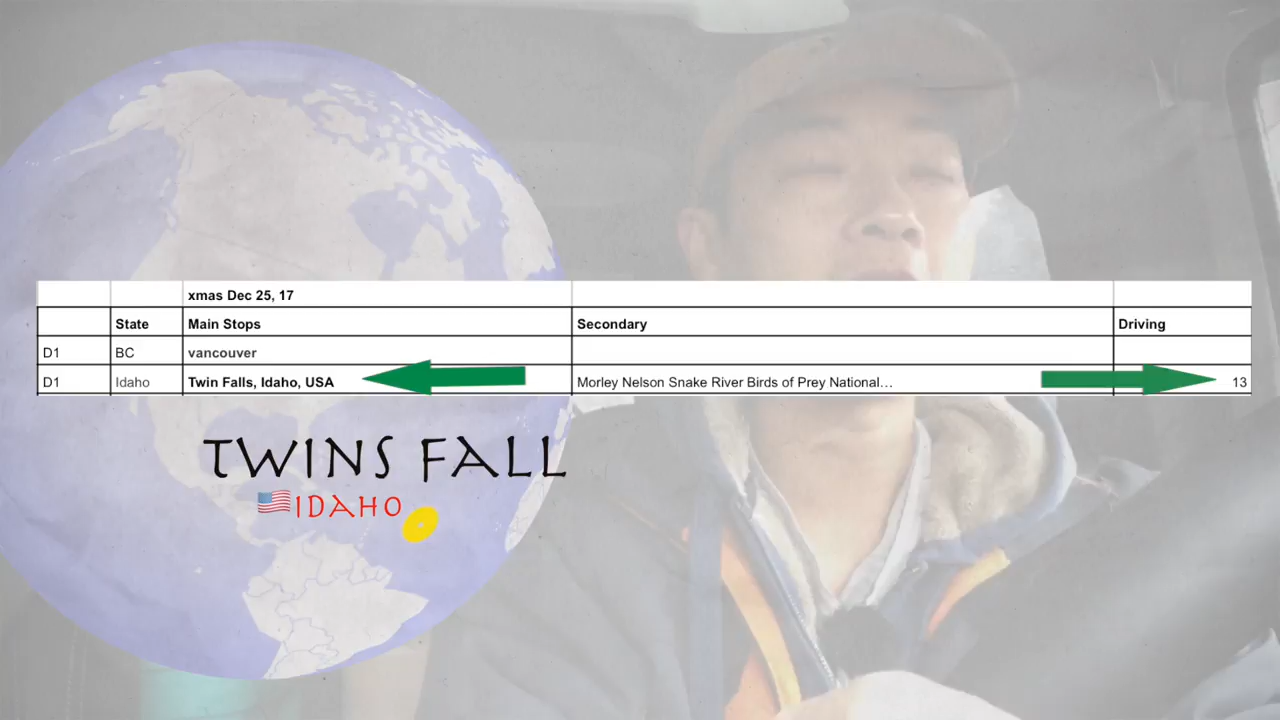 xmas Dec 25, 17
State Main Stops Secondary Driving
D1 BC vancouver
D1 Idaho Twin Falls, Idaho, USA Morley Nelson Snake River Birds of Prey National… 13
TWINS FALL
IDAHO